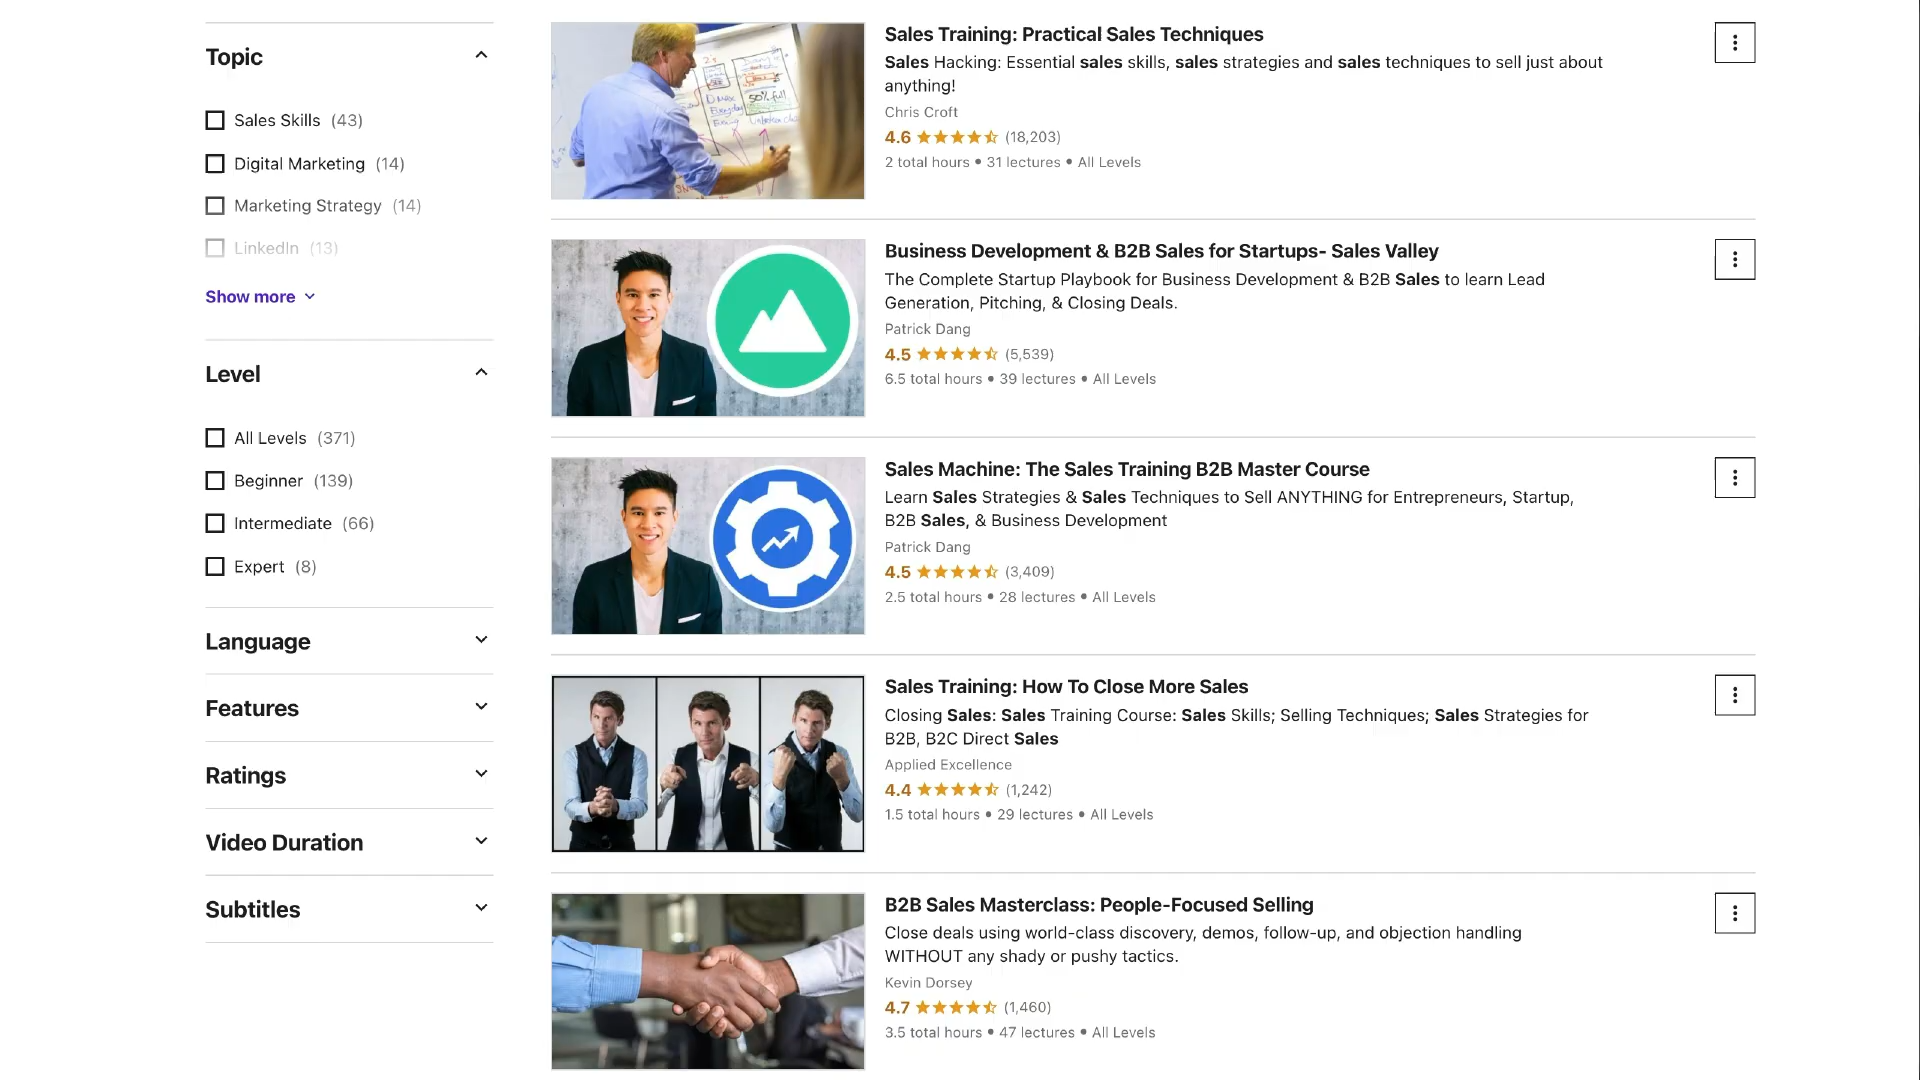 Topic
Sales Skills (43)
Digital Marketing (14)
Marketing Strategy (14)
LinkedIn (13)
Show more
Level
All Levels (371)
Beginner (139)
Intermediate (66)
Expert (8)
Language
Features
Ratings
Video Duration
Subtitles
50% full
Sales Training: Practical Sales Techniques
Sales Hacking: Essential sales skills, sales strategies and sales techniques to sell just about
anything!
Chris Croft
4.6 (18,203)
2 total hours • 31 lectures • All Levels
Business Development & B2B Sales for Startups- Sales Valley
The Complete Startup Playbook for Business Development & B2B Sales to learn Lead
Generation, Pitching, & Closing Deals.
Patrick Dang
4.5 (5,539)
6.5 total hours • 39 lectures • All Levels
Sales Machine: The Sales Training B2B Master Course
Learn Sales Strategies & Sales Techniques to Sell ANYTHING for Entrepreneurs, Startup,
B2B Sales, & Business Development
Patrick Dang
4.5 (3,409)
2.5 total hours • 28 lectures • All Levels
Sales Training: How To Close More Sales
Closing Sales: Sales Training Course: Sales Skills; Selling Techniques; Sales Strategies for
B2B, B2C Direct Sales
Applied Excellence
4.4 (1,242)
1.5 total hours • 29 lectures • All Levels
B2B Sales Masterclass: People-Focused Selling
Close deals using world-class discovery, demos, follow-up, and objection handling
WITHOUT any shady or pushy tactics.
Kevin Dorsey
4.7 (1,460)
3.5 total hours • 47 lectures • All Levels